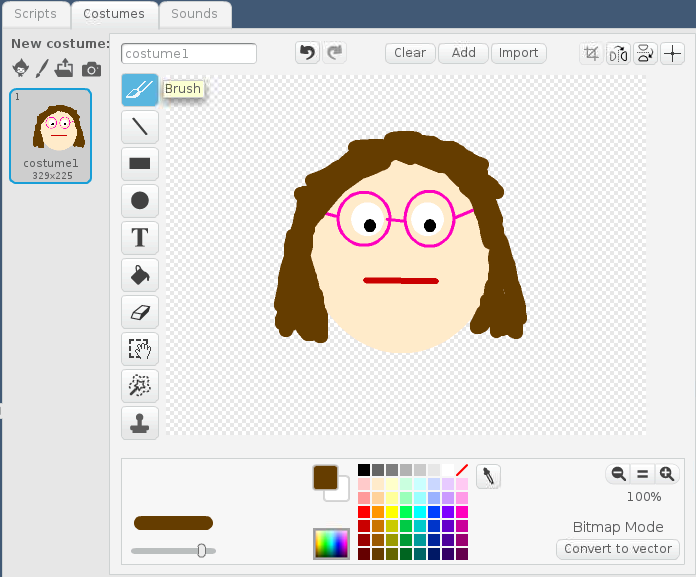 Scripts
Costumes
Sounds
New costume:
costume1
Clear
Add
Import
Brush
1
costume1
329x225
T
100%
Bitmap Mode
Convert to vector